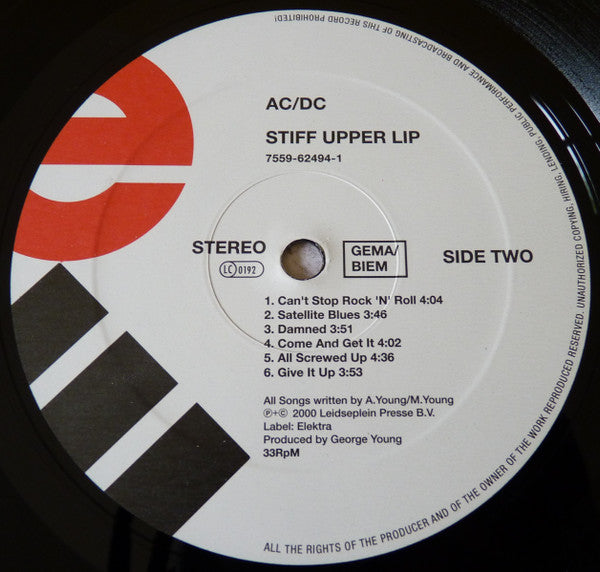 AC/DC
STIFF UPPER LIP
7559-62494-1
STEREO
LC 0192
GEMA/
BIEM
SIDE TWO
1. Can't Stop Rock 'N' Roll 4:04
2. Satellite Blues 3:46
3. Damned 3:51
4. Come And Get It 4:02
5. All Screwed Up 4:36
6. Give It Up 3:53
All Songs written by A.Young/M.Young
℗+© 2000 Leidseplein Presse B.V.
Label: Elektra
Produced by George Young
33RpM
ALL THE RIGHTS OF THE PRODUCER AND OF THE OWNER OF THE WORK REPRODUCED RESERVED. UNAUTHORIZED COPYING, HIRING, LENDING, PUBLIC PERFORMANCE AND BROADCASTING OF THIS RECORD PROHIBITED!
e